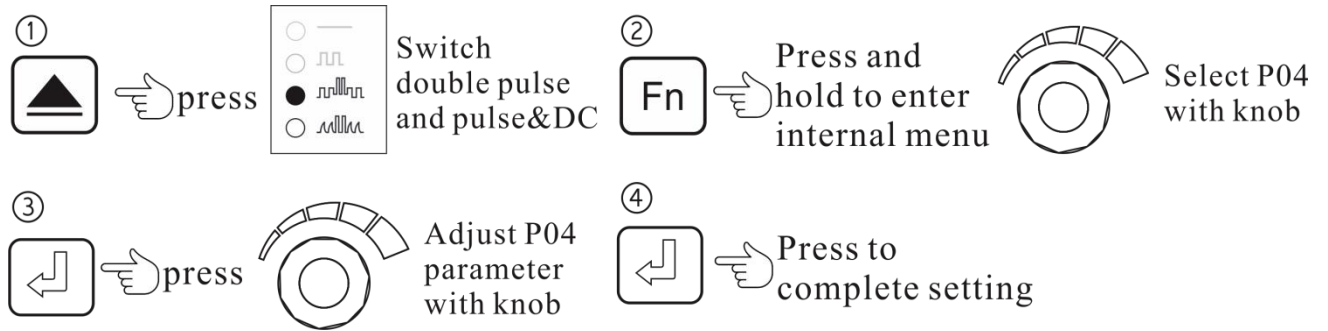 ①
press
Switch
double pulse
and pulse&DC
②
Fn
Press and
hold to enter
internal menu
Select P04
with knob
③
press
Adjust P04
parameter
with knob
④
Press to
complete setting